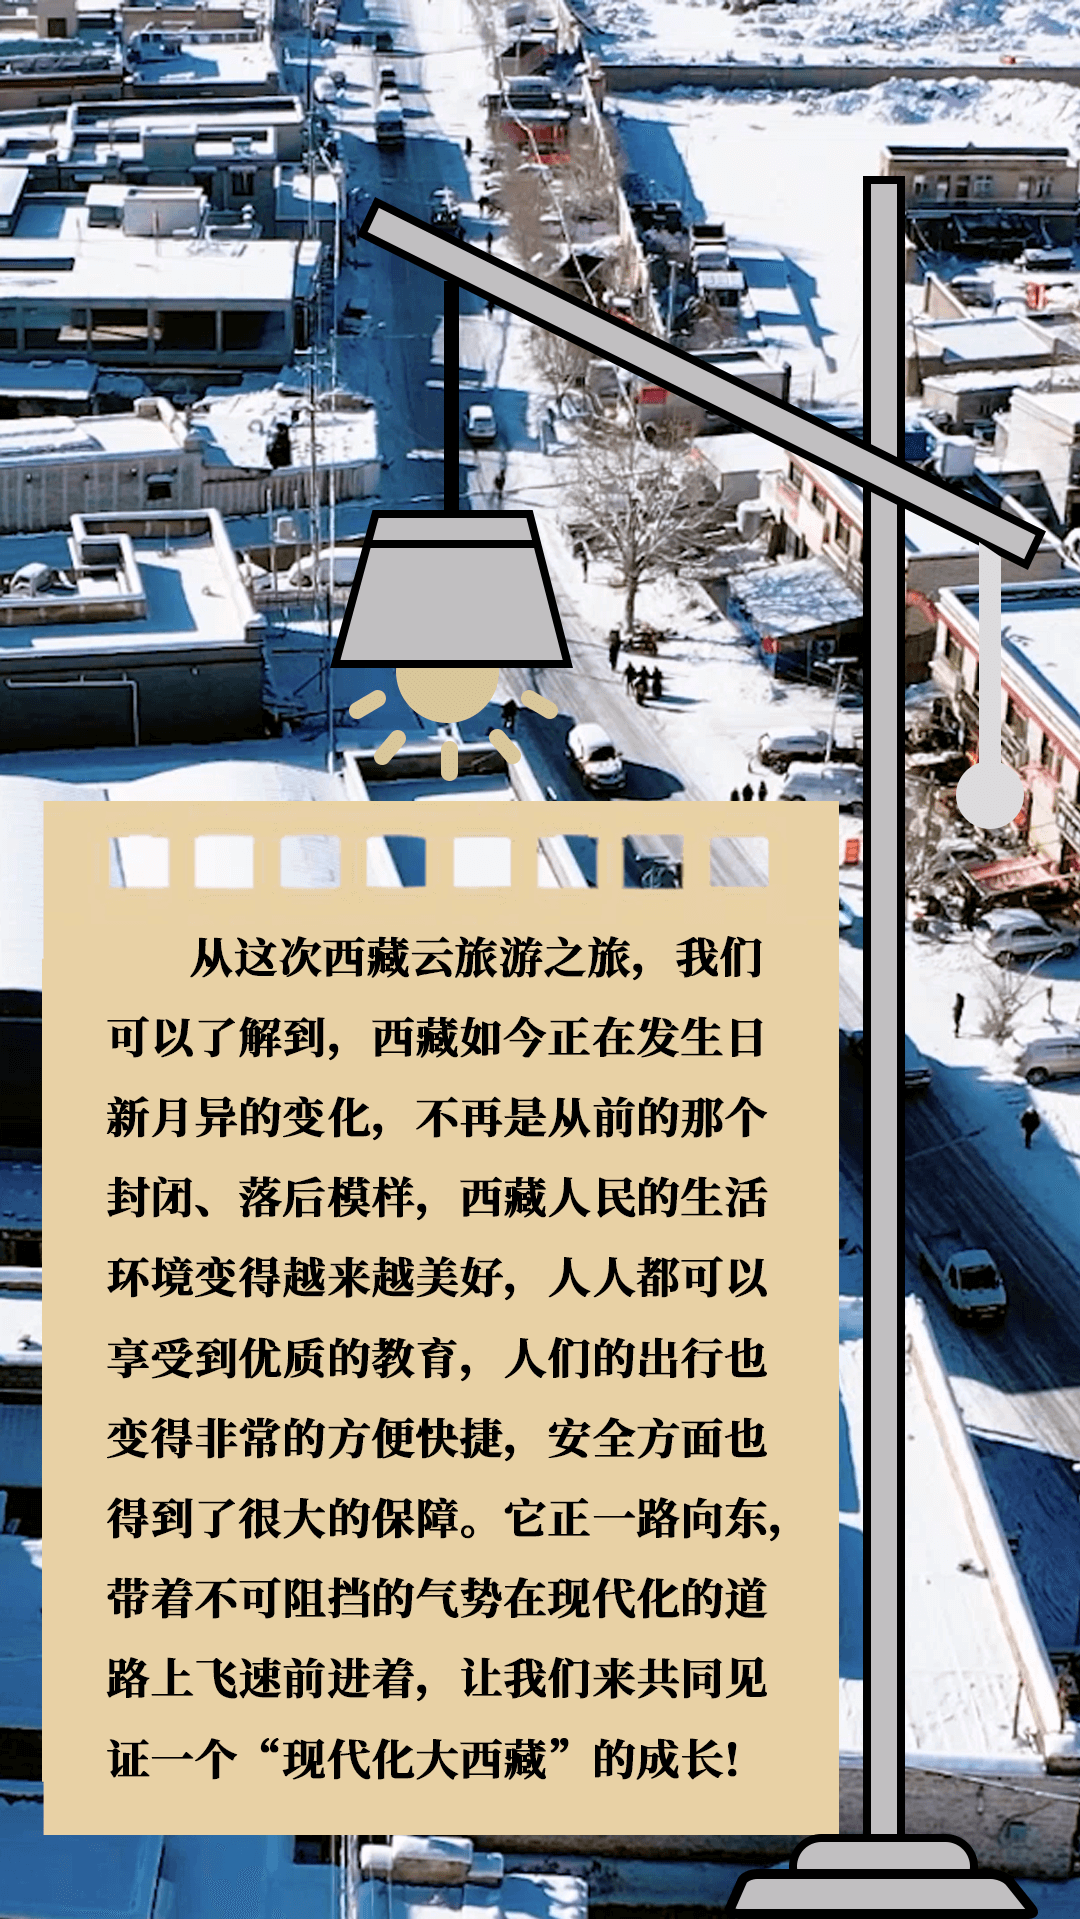 从这次西藏云旅游之旅，我们
可以了解到，西藏如今正在发生日
新月异的变化，不再是从前的那个
封闭、落后模样，西藏人民的生活
环境变得越来越美好，人人都可以
享受到优质的教育，人们的出行也
变得非常的方便快捷，安全方面也
得到了很大的保障。它正一路向东，
带着不可阻挡的气势在现代化的道
路上飞速前进着，让我们来共同见
证一个“现代化大西藏”的成长！